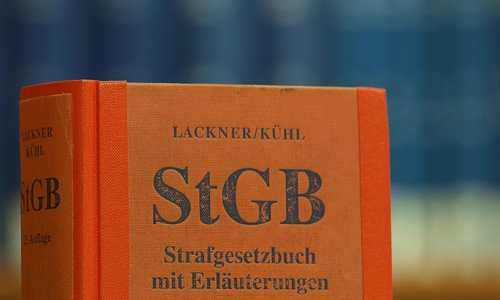 LACKNER
KÜHL
StGB
Auflage
LACKNER/KÜHL
StGB
Strafgesetzbuch
mit Erläuterungen